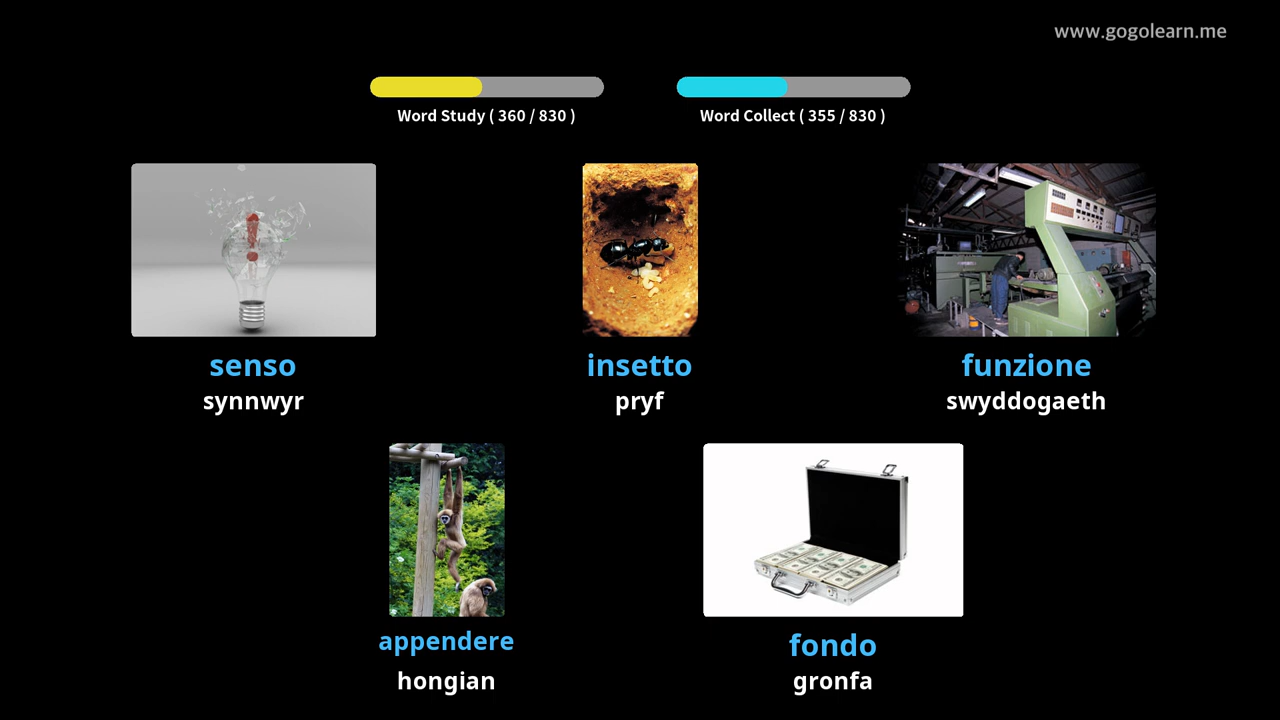 www.gogolearn.me
Word Study ( 360 / 830 )
Word Collect ( 355 / 830 )
senso
synnwyr
insetto
pryf
funzione
swyddogaeth
appendere
hongian
fondo
gronfa